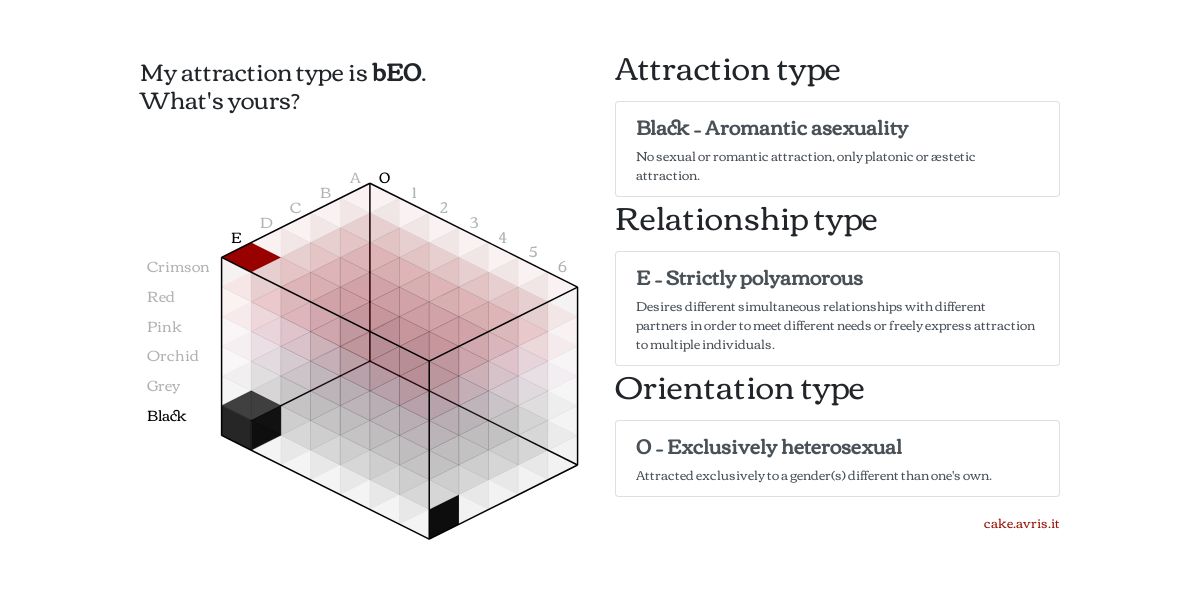 My attraction type is bEO.
What's yours?
A
O
B
1
C
2
D
3
E
4
5
6
Crimson
Red
Pink
Orchid
Grey
Black
Attraction type
Black - Aromantic asexuality
No sexual or romantic attraction, only platonic or æstetic
attraction.
Relationship type
E - Strictly polyamorous
Desires different simultaneous relationships with different
partners in order to meet different needs or freely express attraction
to multiple individuals.
Orientation type
O - Exclusively heterosexual
Attracted exclusively to a gender(s) different than one's own.
cake.avris.it